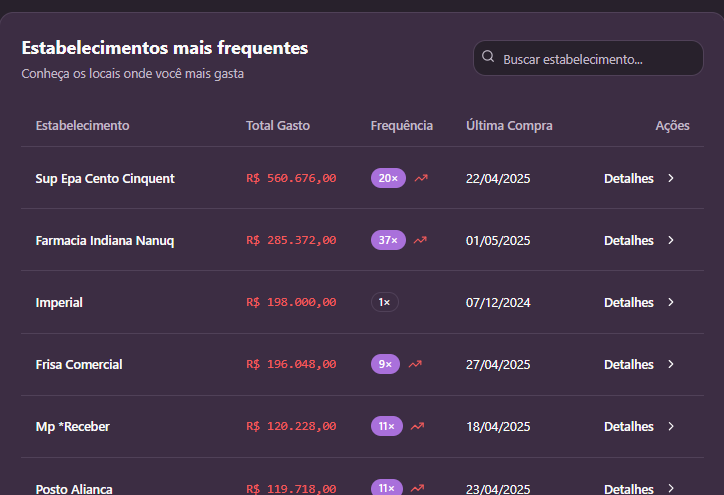 Estabelecimentos mais frequentes
Conheça os locais onde você mais gasta
Buscar estabelecimento...
Estabelecimento Total Gasto Frequência Última Compra Ações
Sup Epa Cento Cinquent R$ 560.676,00 20× 22/04/2025 Detalhes
Farmacia Indiana Nanuq R$ 285.372,00 37× 01/05/2025 Detalhes
Imperial R$ 198.000,00 1× 07/12/2024 Detalhes
Frisa Comercial R$ 196.048,00 9× 27/04/2025 Detalhes
Mp *Receber R$ 120.228,00 11× 18/04/2025 Detalhes
Posto Alianca R$ 119.718,00 11× 23/04/2025 Detalhes